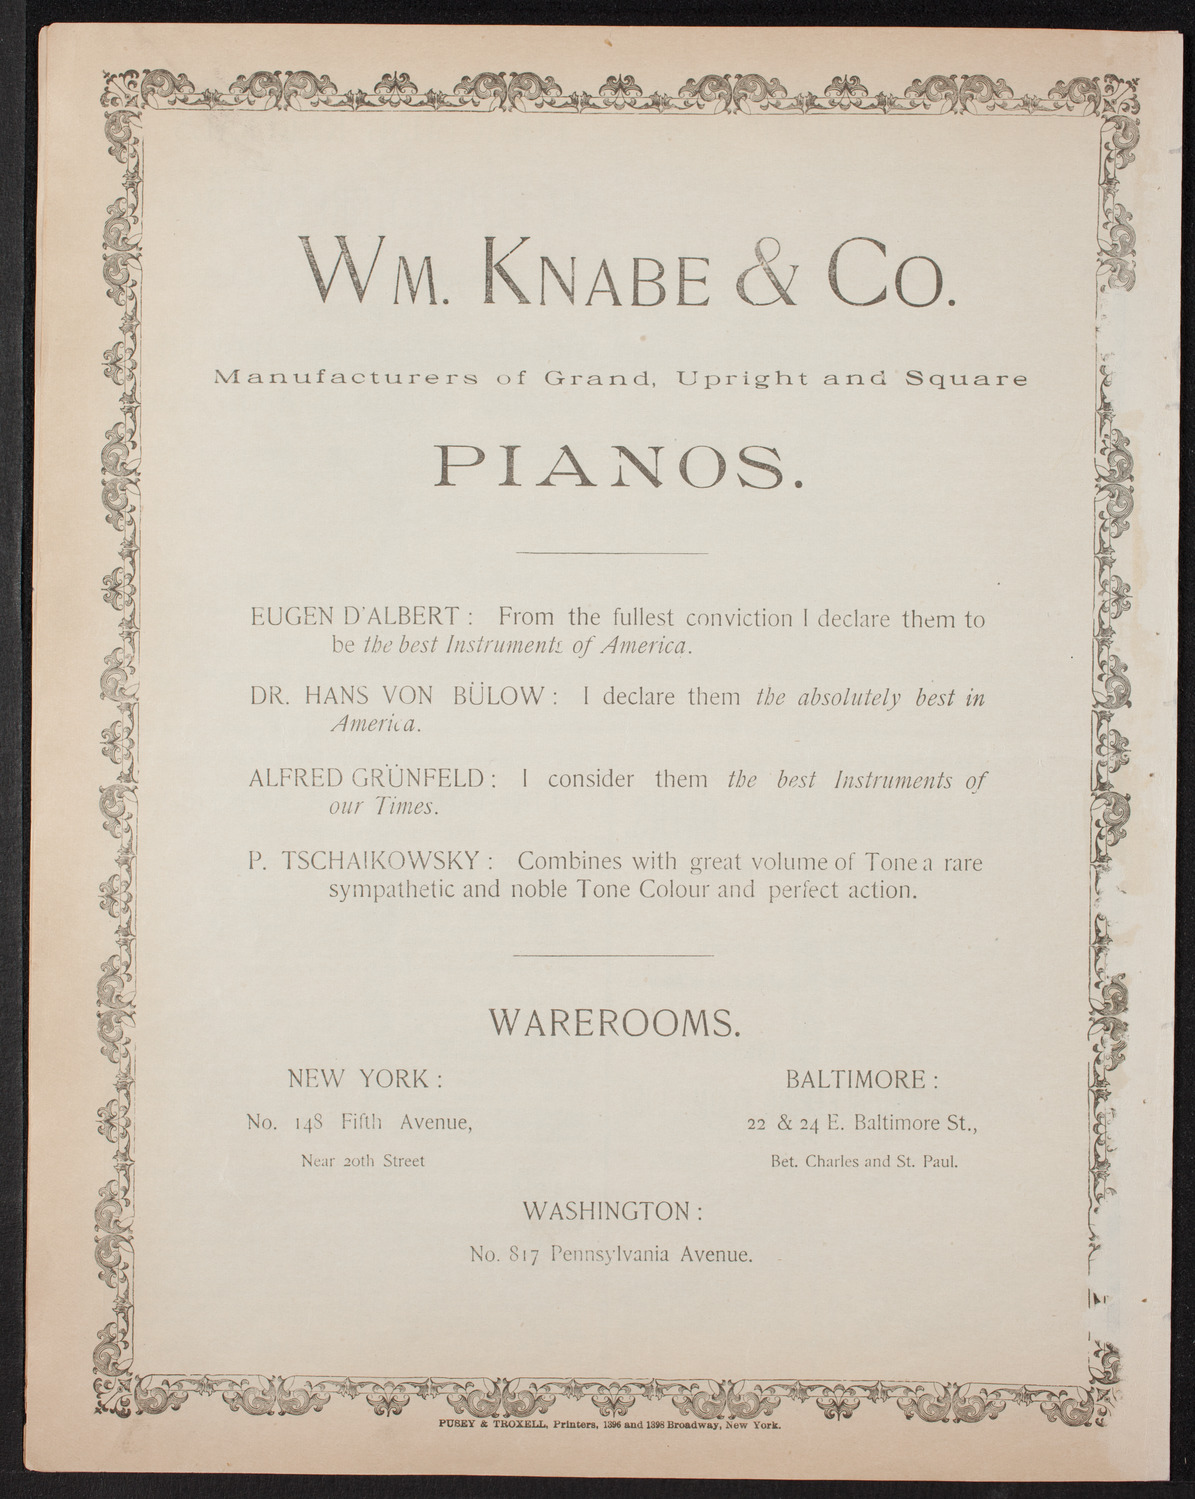 WM. KNABE & CO.
Manufacturers of Grand, Upright and Square
PIANOS.
EUGEN D'ALBERT : From the fullest conviction I declare them to
be the best Instruments of America.
DR. HANS VON BÜLOW : I declare them the absolutely best in
America.
ALFRED GRÜNFELD : I consider them the best Instruments of
our Times.
P. TSCHAIKOWSKY : Combines with great volume of Tone a rare
sympathetic and noble Tone Colour and perfect action.
WAREROOMS.
NEW YORK :
No. 148 Fifth Avenue,
Near 20th Street
BALTIMORE :
22 & 24 E. Baltimore St.,
Bet. Charles and St. Paul.
WASHINGTON :
No. 817 Pennsylvania Avenue.
PUSEY & TROXELL, Printers, 1396 and 1398 Broadway, New York.